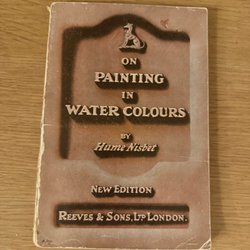 ON
PAINTING
IN
WATER COLOURS
BY
Hume Nisbet
NEW EDITION
REEVES & SONS, LTD LONDON.